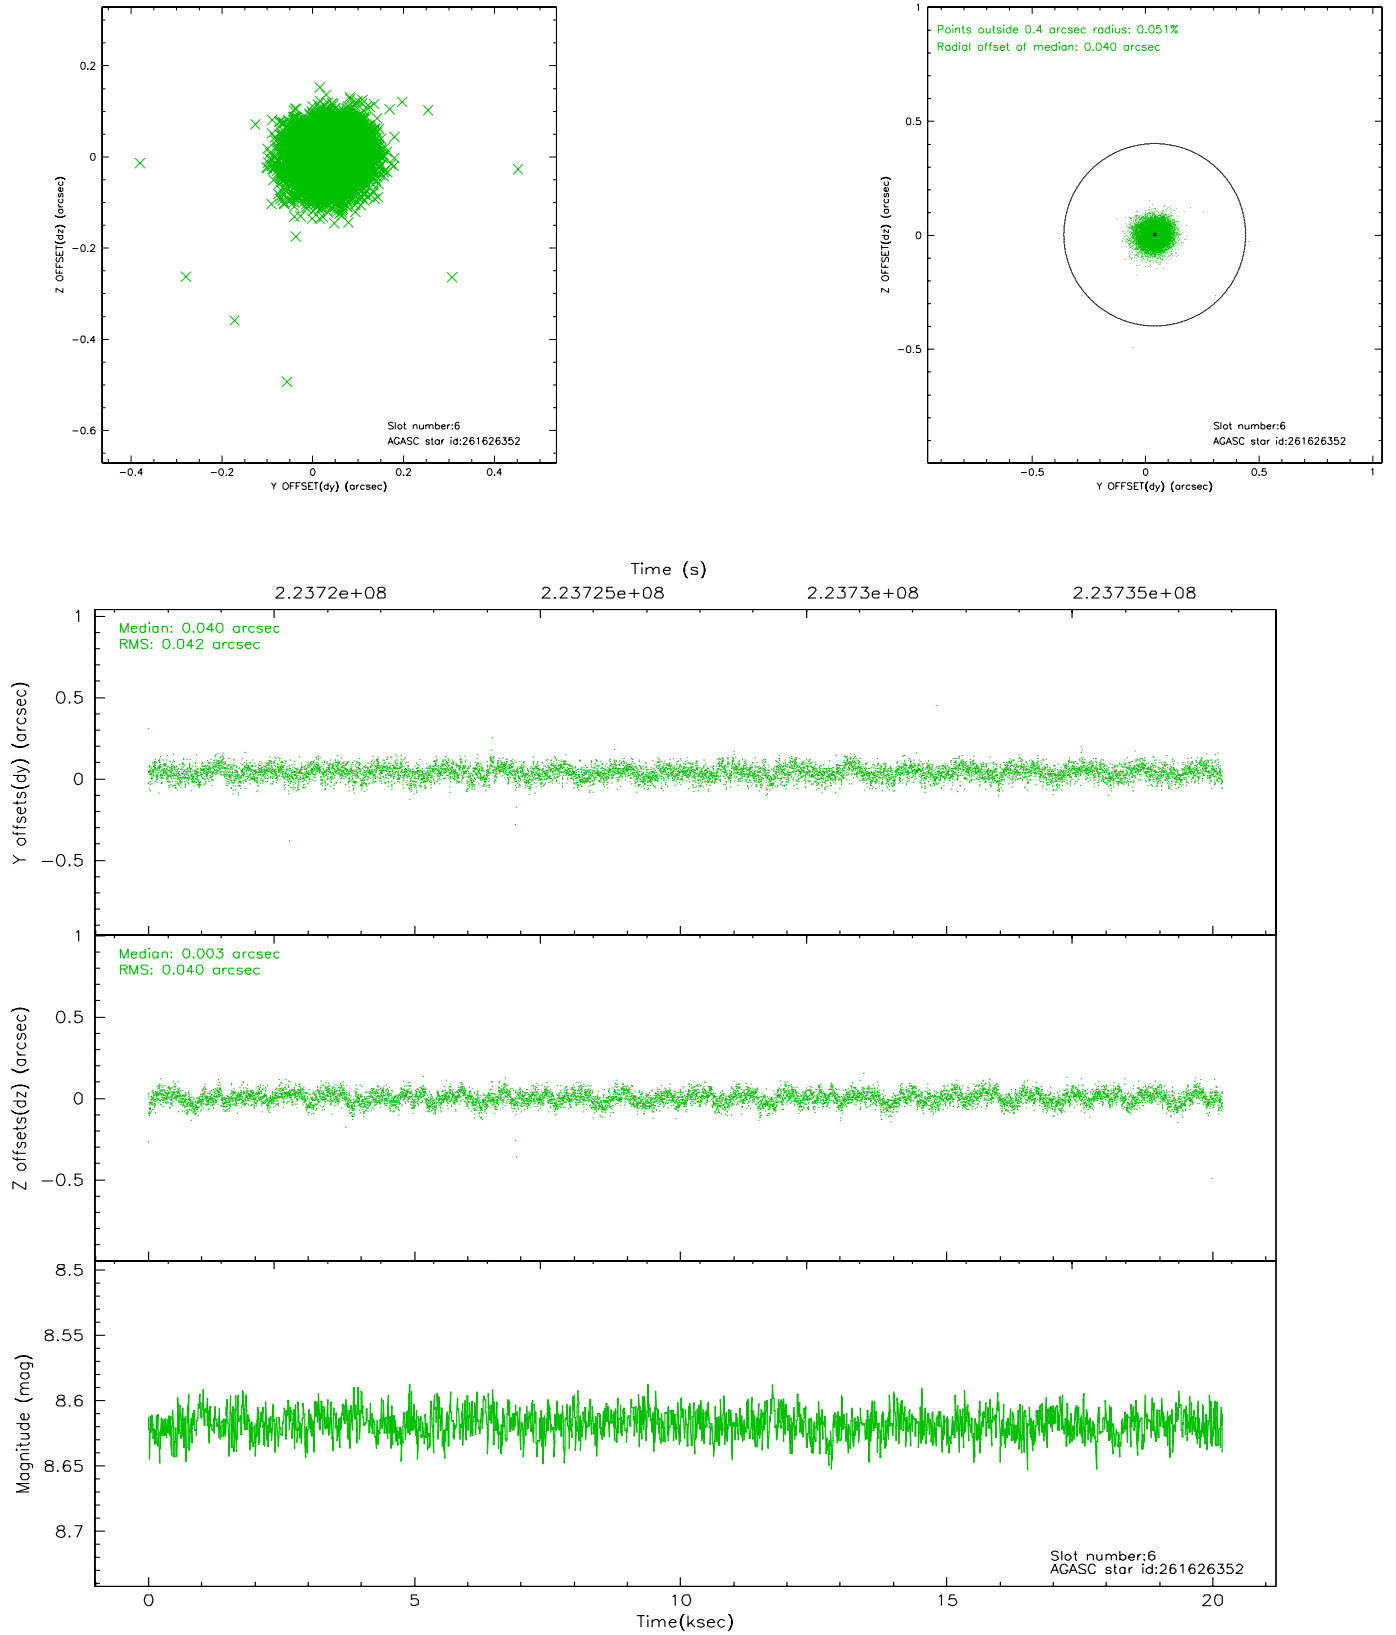 0.2
0
−0.2
−0.4
−0.6
Z OFFSET(dz) (arcsec)
Slot number:6
AGASC star id:261626352
−0.4 −0.2 0 0.2 0.4
Y OFFSET(dy) (arcsec)
1
0.5
0
−0.5
Z OFFSET(dz) (arcsec)
Points outside 0.4 arcsec radius: 0.051%
Radial offset of median: 0.040 arcsec
Slot number:6
AGASC star id:261626352
−0.5 0 0.5 1
Y OFFSET(dy) (arcsec)
Time (s)
2.2372e+08 2.23725e+08 2.2373e+08 2.23735e+08
Median: 0.040 arcsec
RMS: 0.042 arcsec
1
0.5
0
−0.5
Y offsets(dy) (arcsec)
Median: 0.003 arcsec
RMS: 0.040 arcsec
1
0.5
0
−0.5
Z offsets(dz) (arcsec)
8.5
8.55
8.6
8.65
8.7
Magnitude (mag)
Slot number:6
AGASC star id:261626352
0 5 10 15 20
Time(ksec)